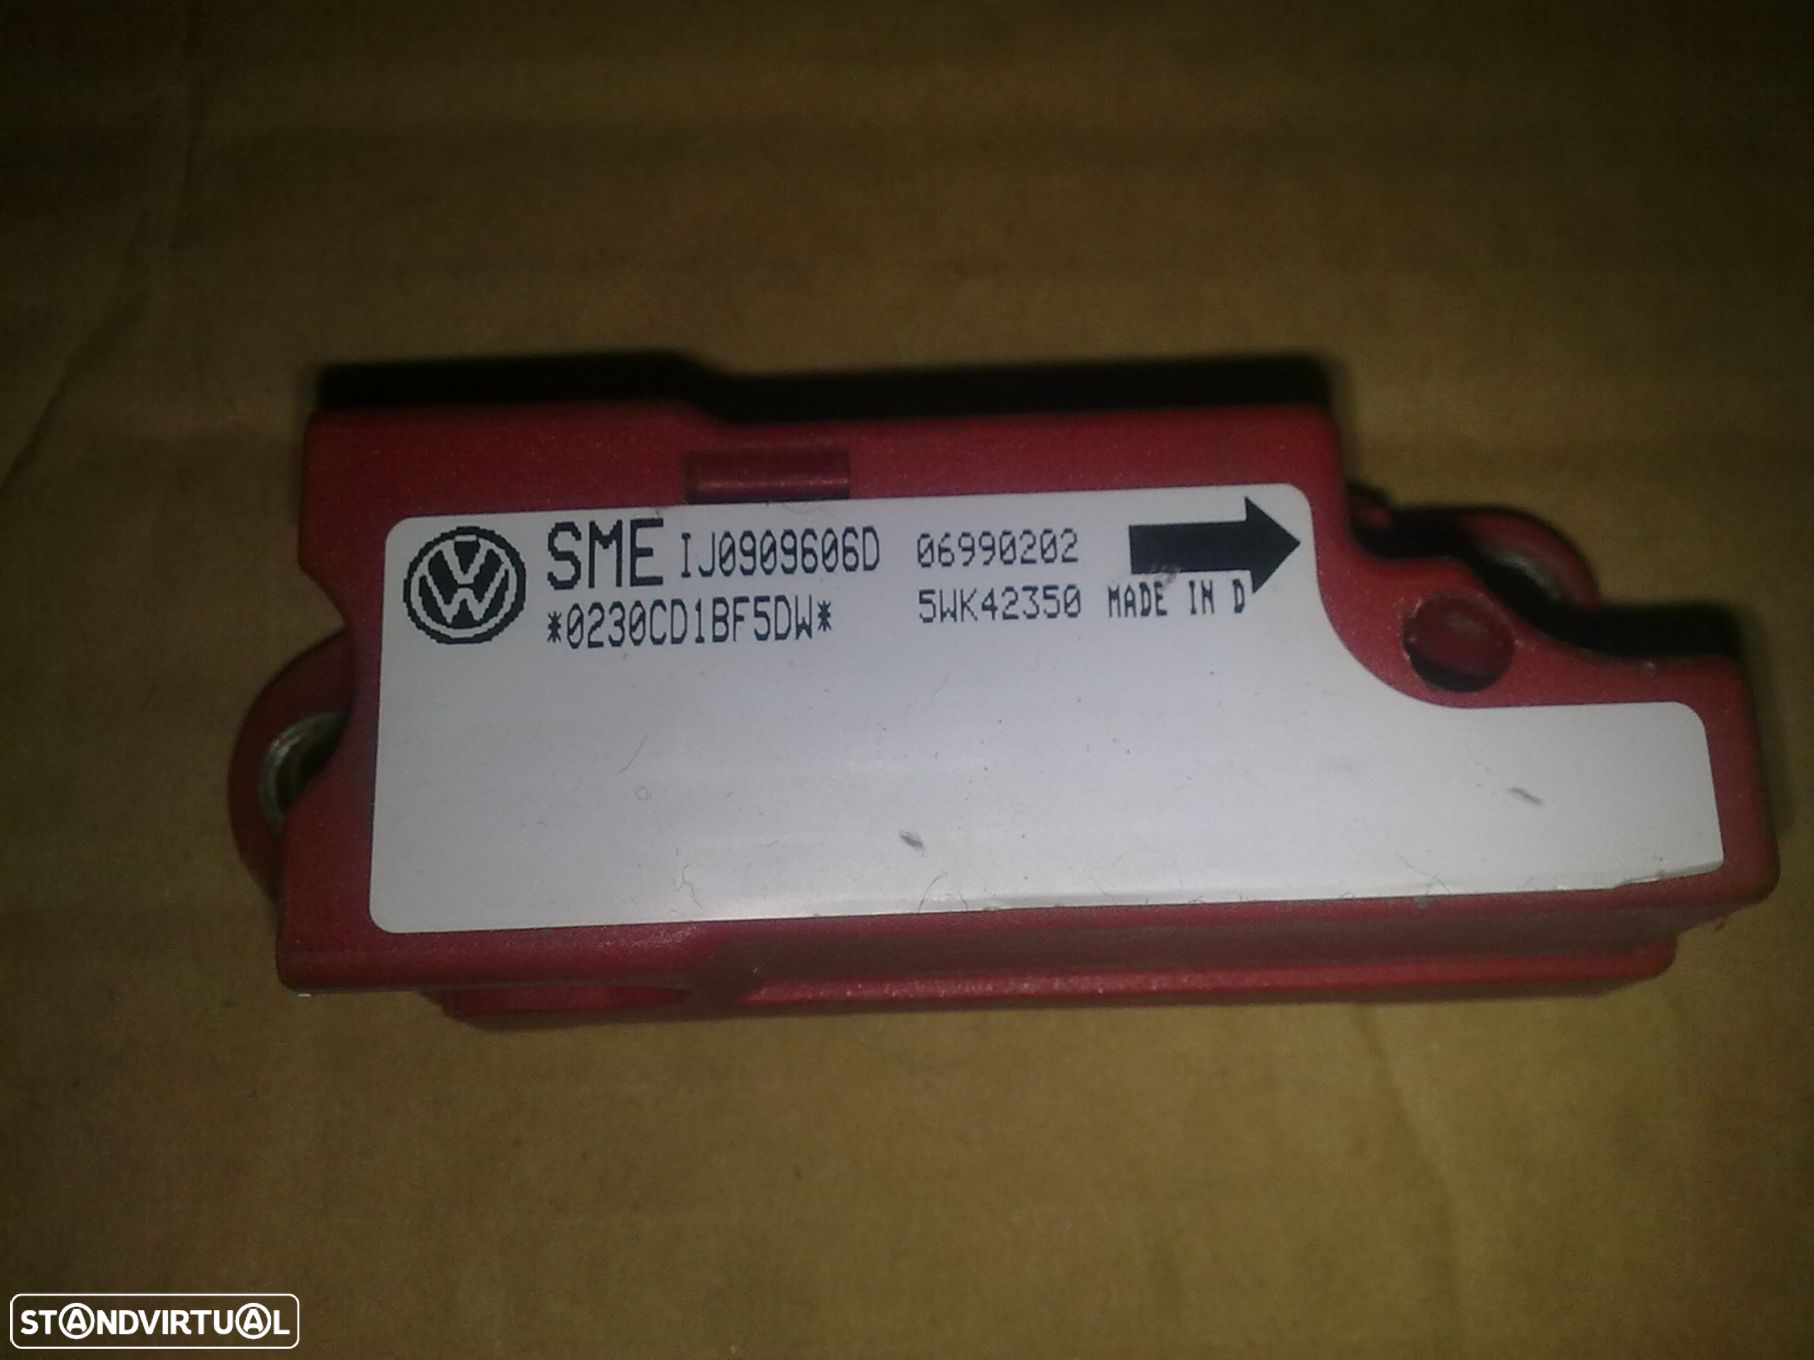 SME IJ0909606D 06990202
*0230CD1BF5DW* 5WK42350 MADE IN D
STANDVIRTUAL